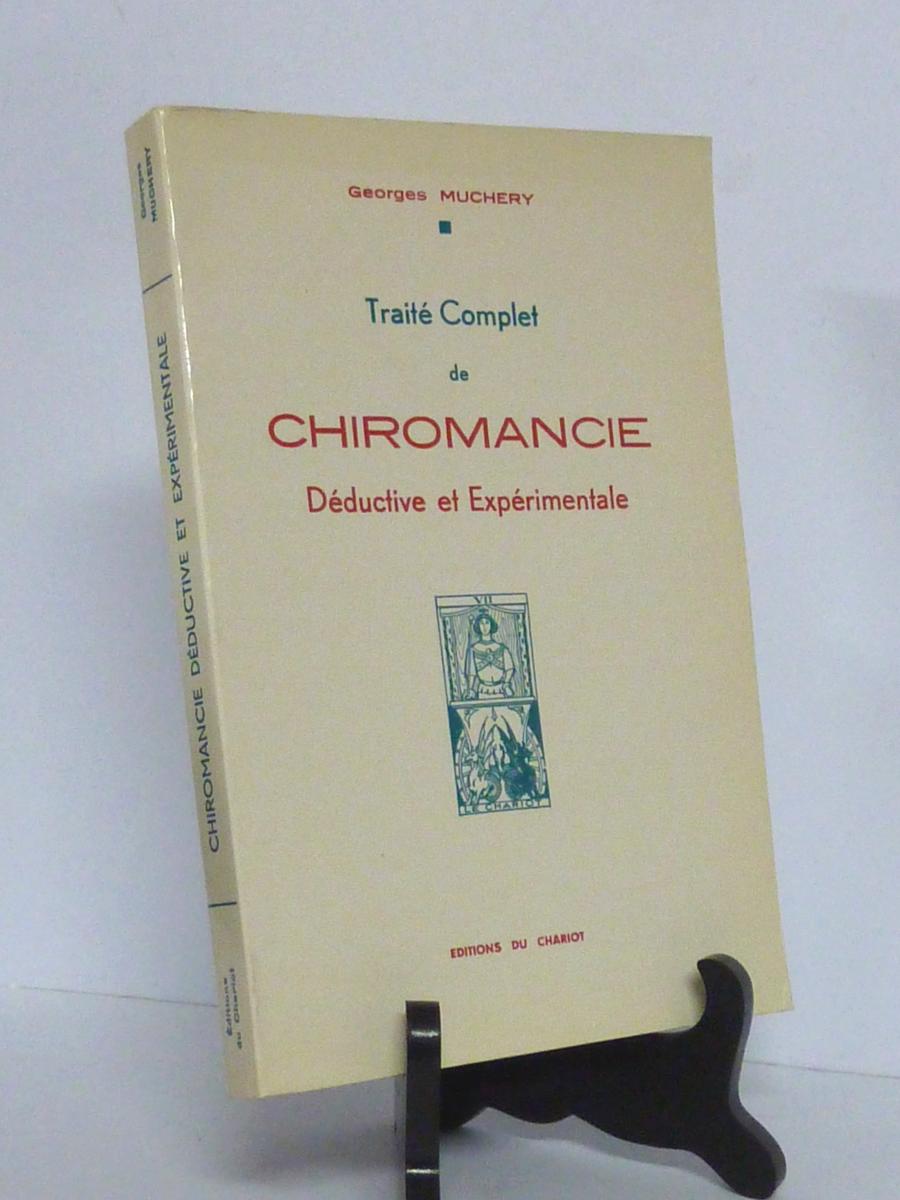 Georges MUCHERY
Traité Complet
de
CHIROMANCIE
Déductive et Expérimentale
VII
LE CHARIOT
EDITIONS DU CHARIOT
Georges
MUCHERY
CHIROMANCIE DÉDUCTIVE ET EXPÉRIMENTALE
Éditions
du Chariot